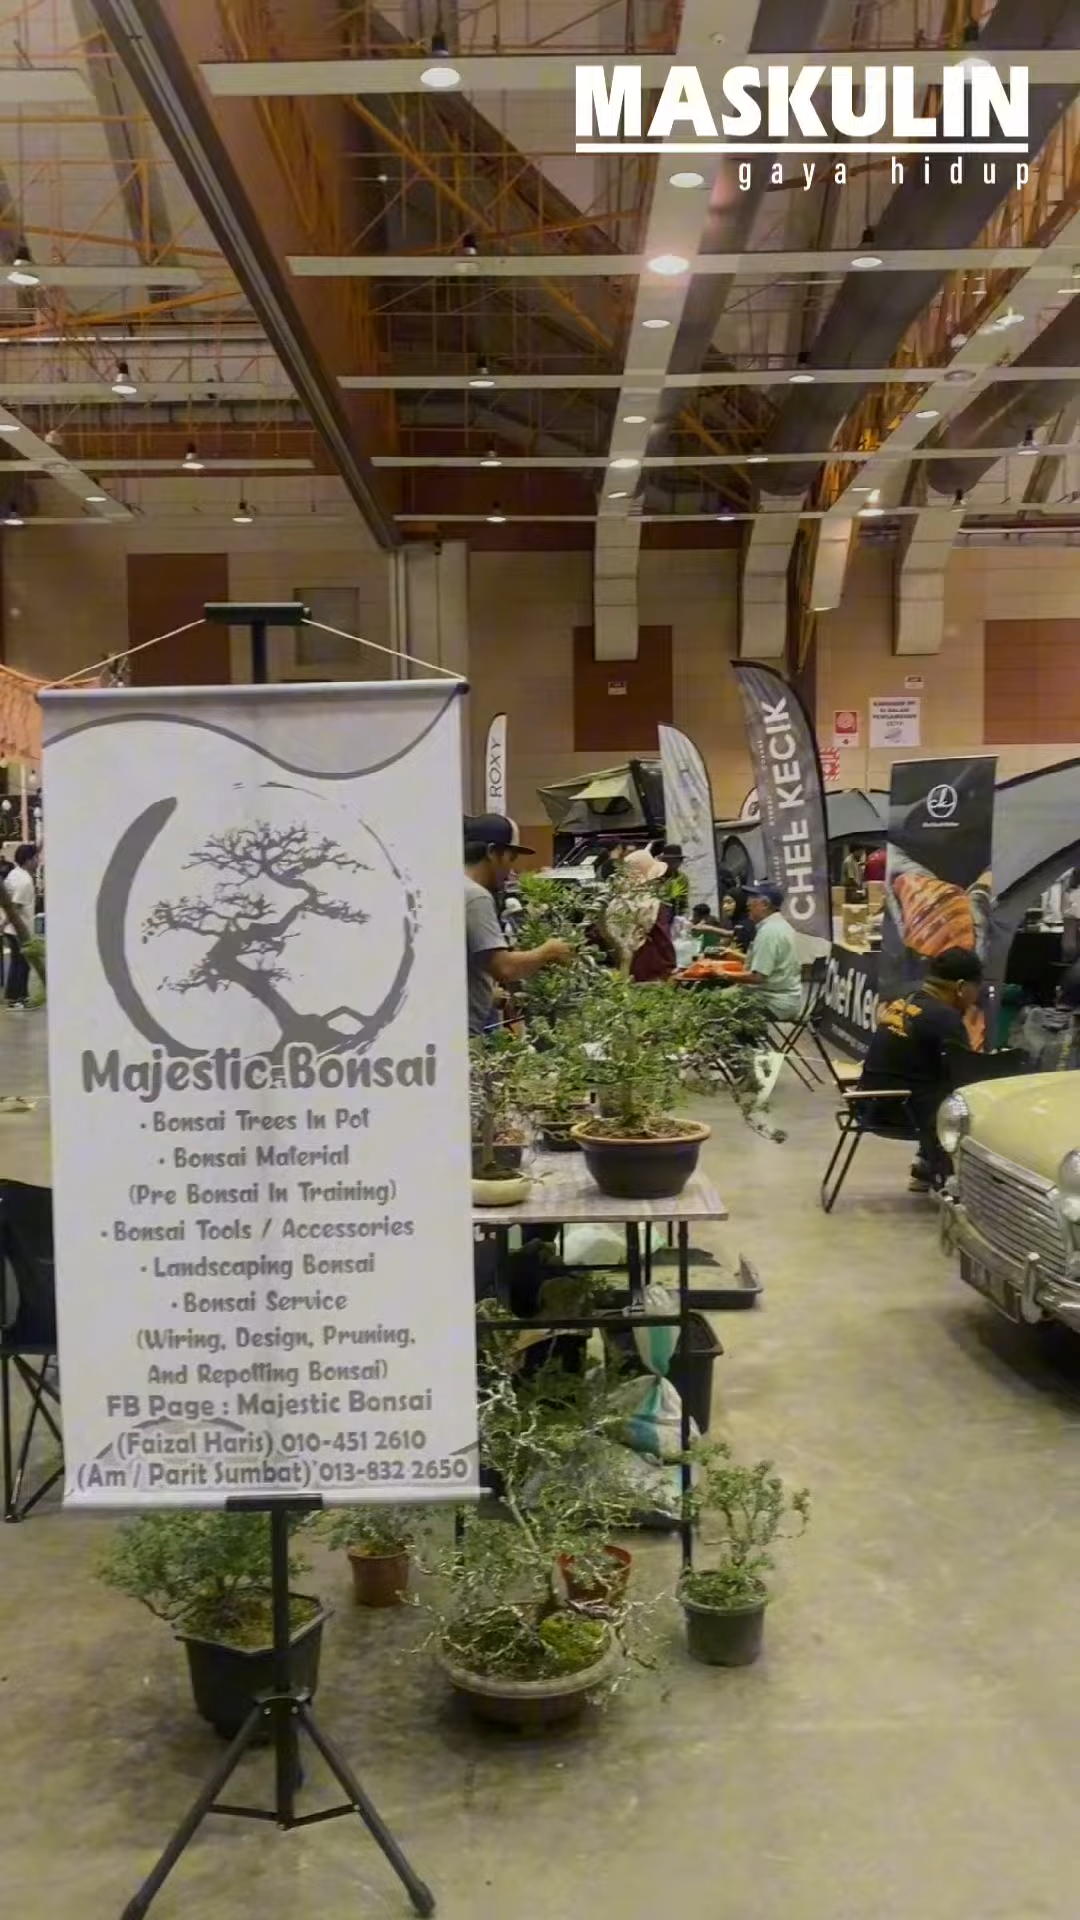 MASKULIN
gaya hidup
ROXY
CHEF KECIK
Chef Kec
Majestic Bonsai
• Bonsai Trees In Pot
• Bonsai Material
(Pre Bonsai In Training)
• Bonsai Tools / Accessories
• Landscaping Bonsai
• Bonsai Service
(Wiring, Design, Pruning,
And Repotting Bonsai)
FB Page : Majestic Bonsai
(Faizal Haris) 010-451 2610
(Am / Parit Sumbat) 013-832 2650